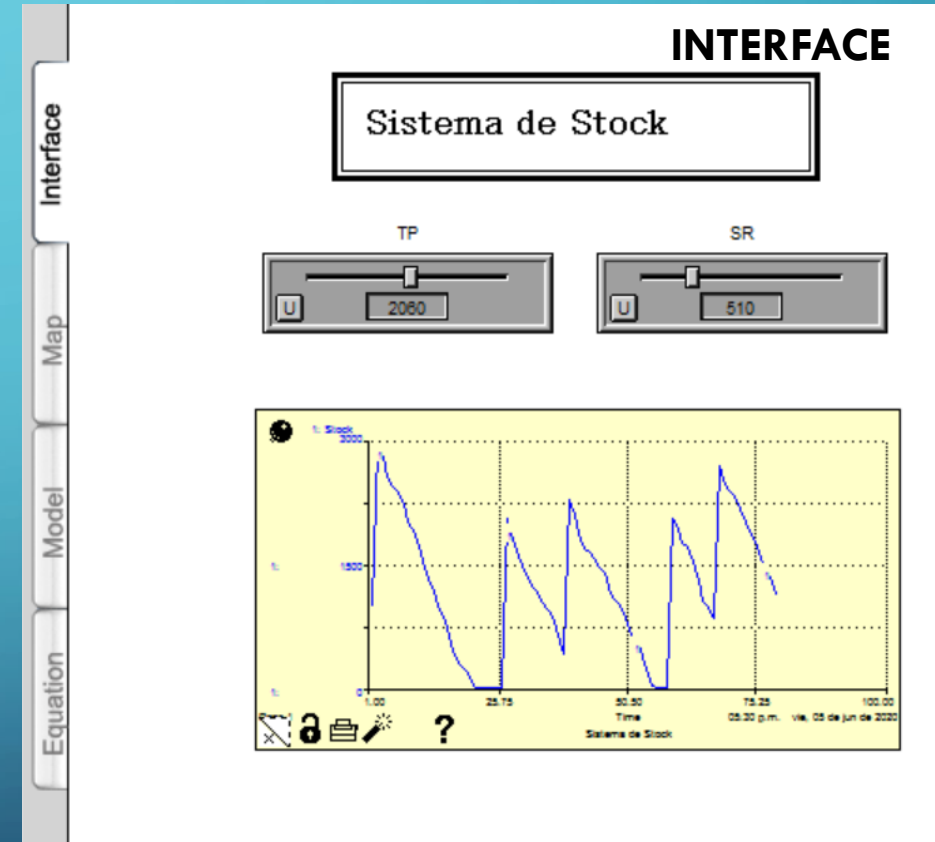 INTERFACE
Interface
Map
Model
Equation
Sistema de Stock
TP
SR
U
2060
U
510
1: Stock
3000
1:
1500
1:
0
1.00
25.75
50.50
75.25
100.00
Time
05.30 p.m.
vie, 05 de jun de 2020
Sistema de Stock
?